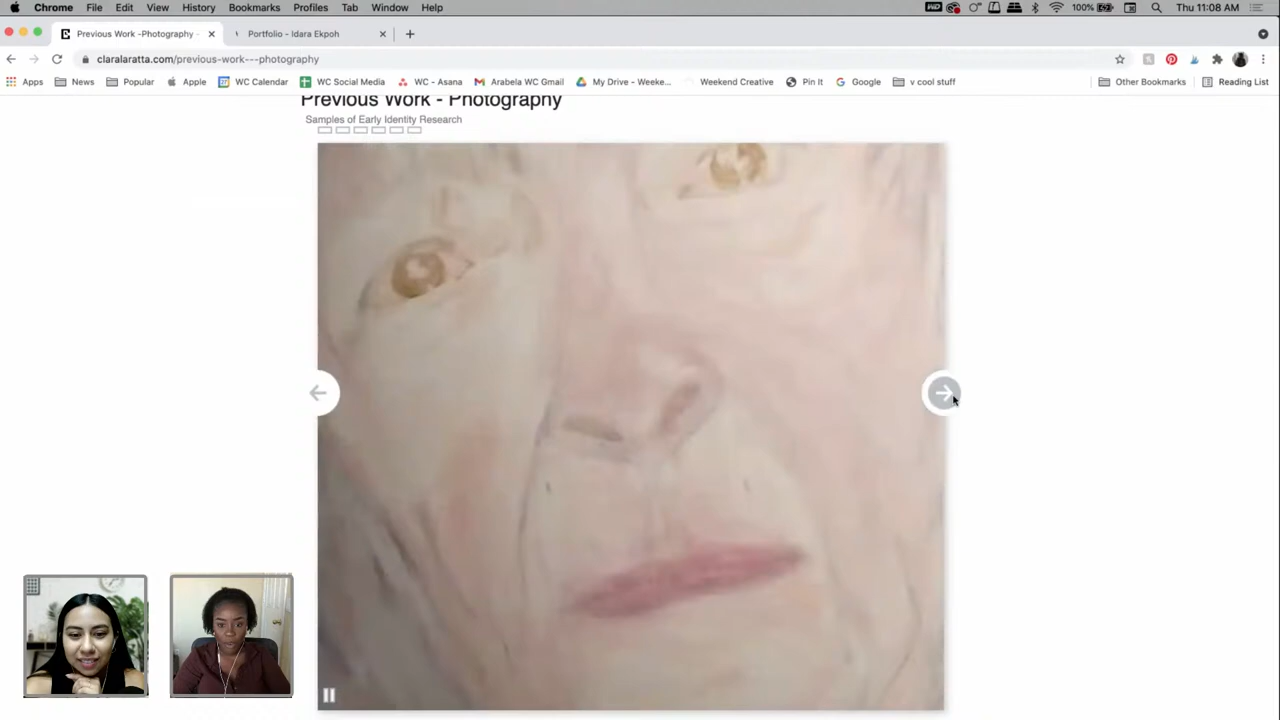 Chrome File Edit View History Bookmarks Profiles Tab Window Help 100% Thu 11:08 AM
Previous Work -Photography - Portfolio - Idara Ekpoh
claralaratta.com/previous-work---photography
Apps News Popular Apple WC Calendar WC Social Media WC - Asana Arabela WC Gmail My Drive - Weeke... Weekend Creative Pin It Google v cool stuff Other Bookmarks Reading List
Previous Work - Photography
Samples of Early Identity Research